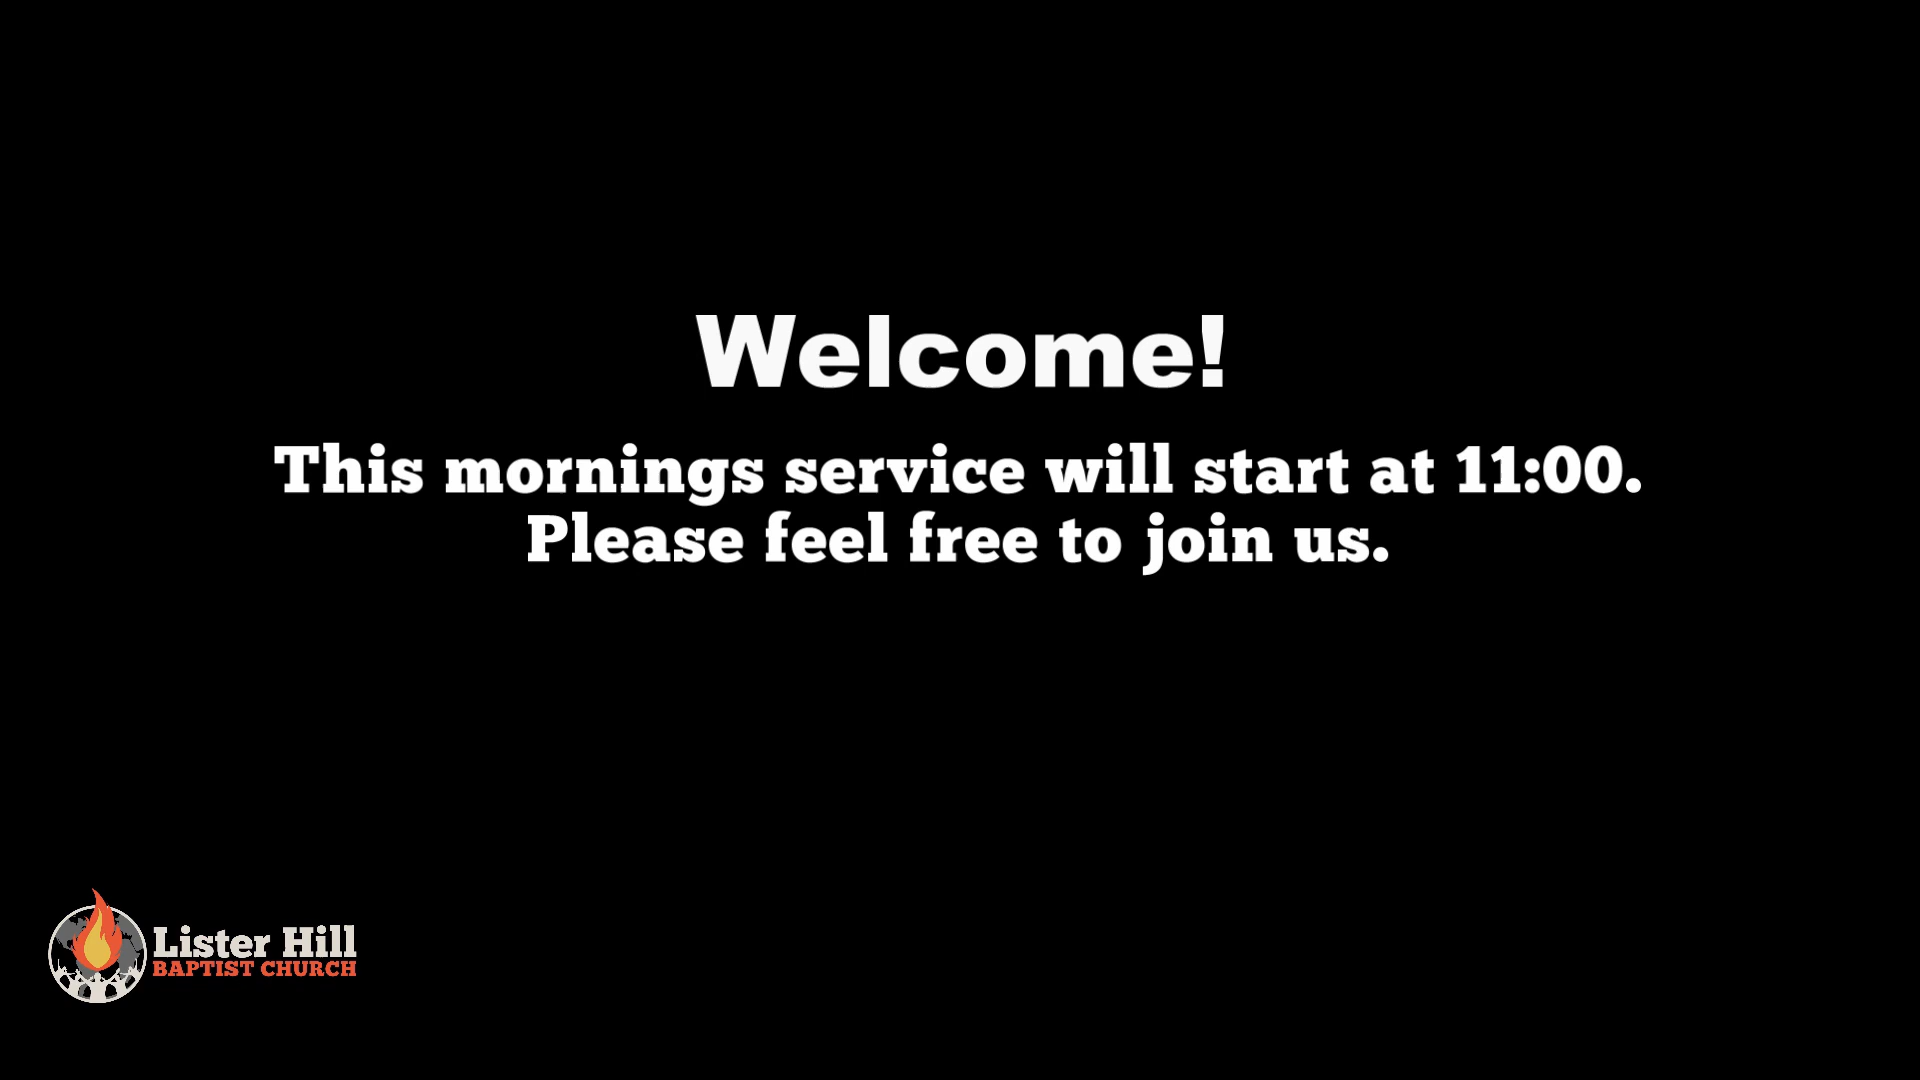 Welcome!
This mornings service will start at 11:00.
Please feel free to join us.
Lister Hill
BAPTIST CHURCH